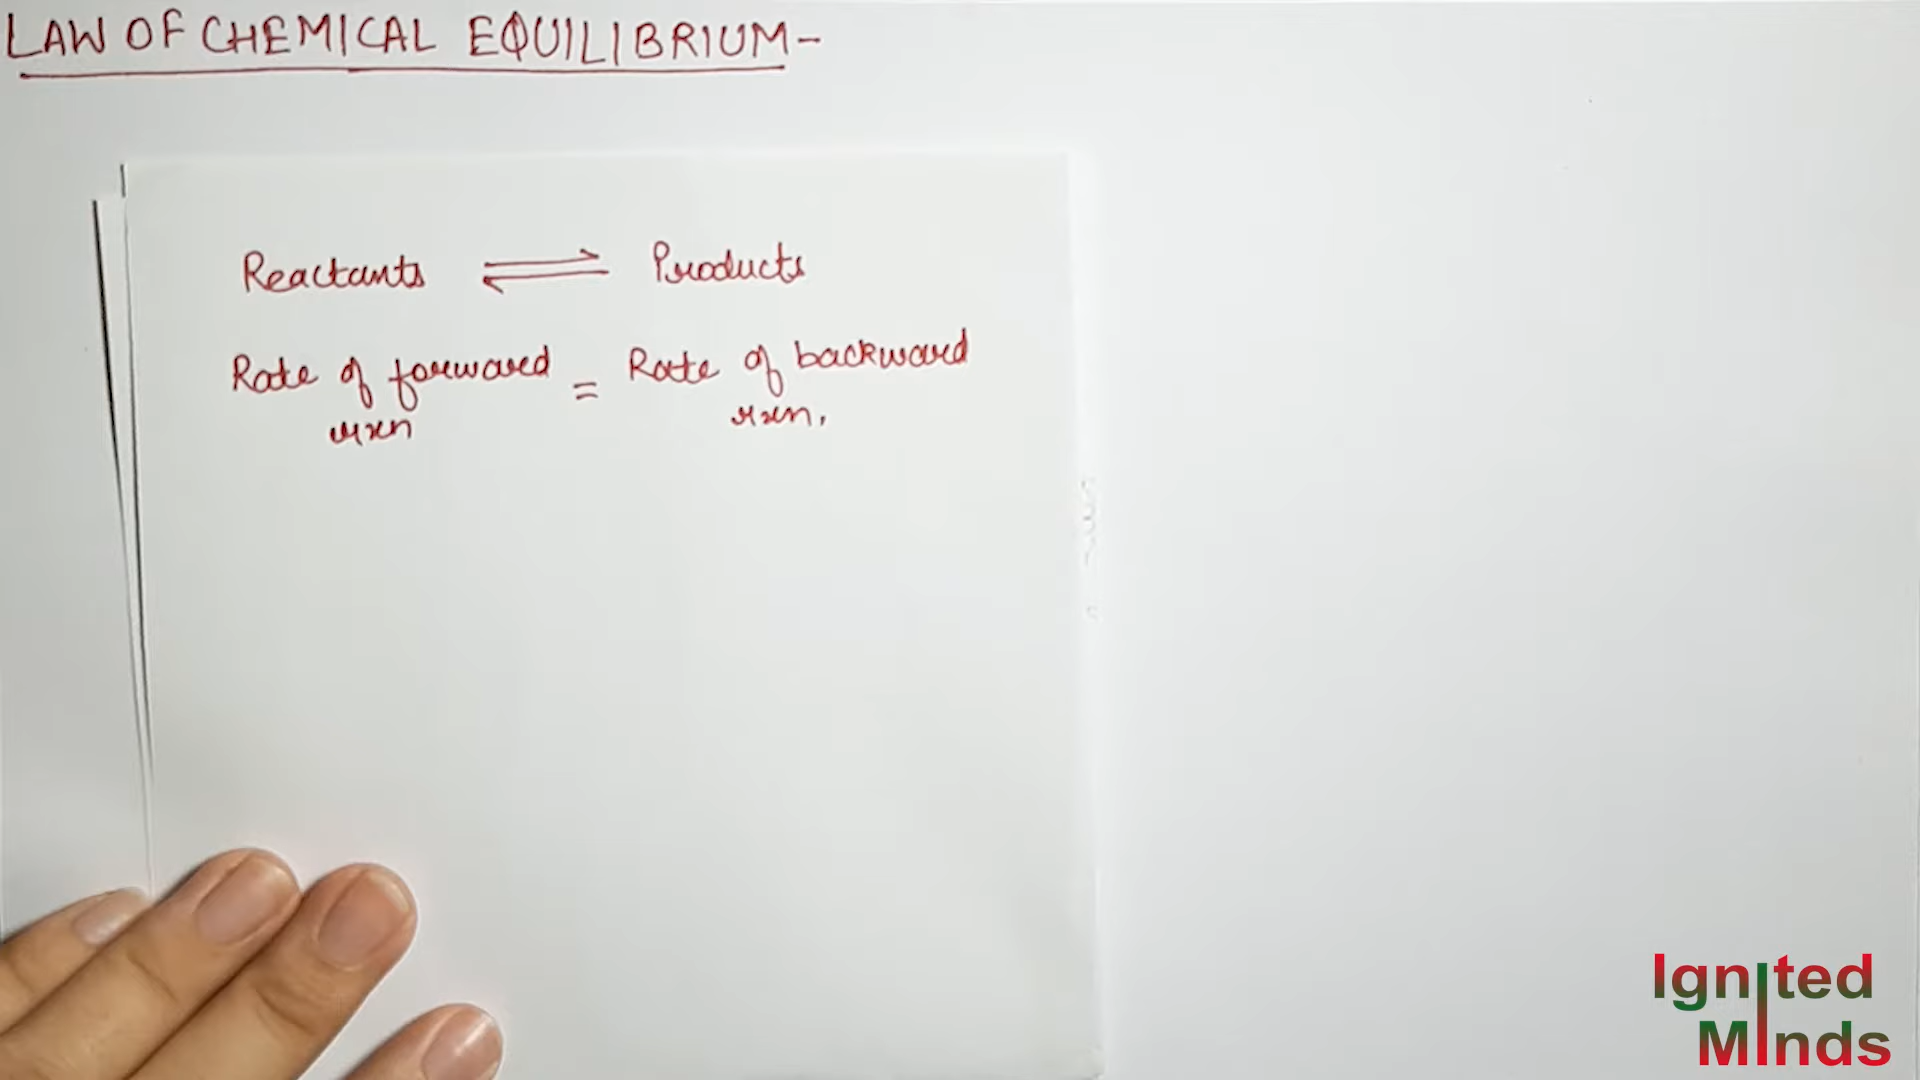 LAW OF CHEMICAL EQUILIBRIUM-
Reactants ⇌ Products
Rate of forward = Rate of backward
rxn rxn.
Ignited
Minds